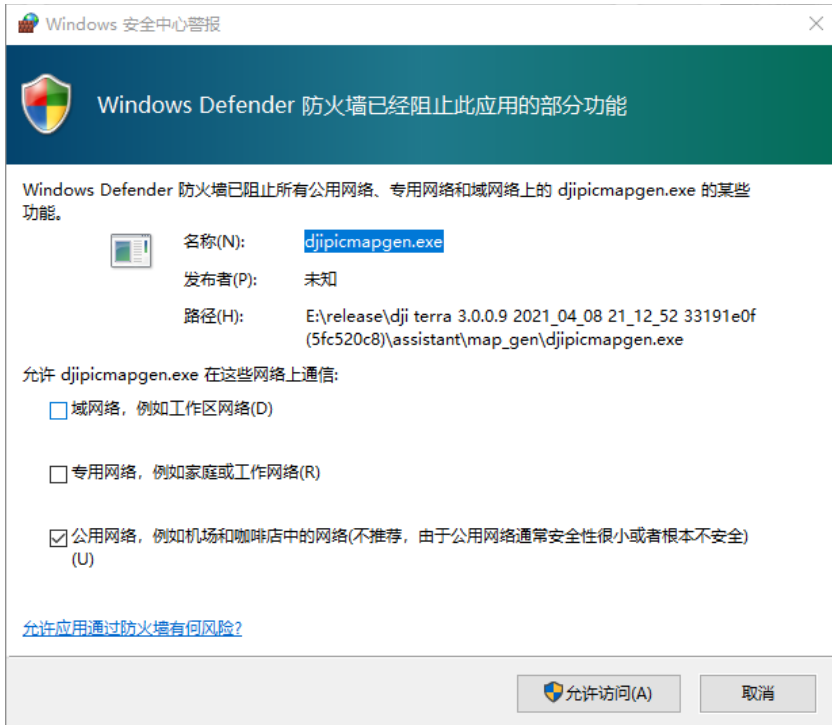 Windows 安全中心警报
Windows Defender 防火墙已经阻止此应用的部分功能
Windows Defender 防火墙已阻止所有公用网络、专用网络和域网络上的 djipicmapgen.exe 的某些
功能。
名称(N): djipicmapgen.exe
发布者(P): 未知
路径(H): E:\release\dji terra 3.0.0.9 2021_04_08 21_12_52 33191e0f
(5fc520c8)\assistant\map_gen\djipicmapgen.exe
允许 djipicmapgen.exe 在这些网络上通信:
域网络，例如工作区网络(D)
专用网络，例如家庭或工作网络(R)
公用网络，例如机场和咖啡店中的网络(不推荐，由于公用网络通常安全性很小或者根本不安全)
(U)
允许应用通过防火墙有何风险?
允许访问(A) 取消